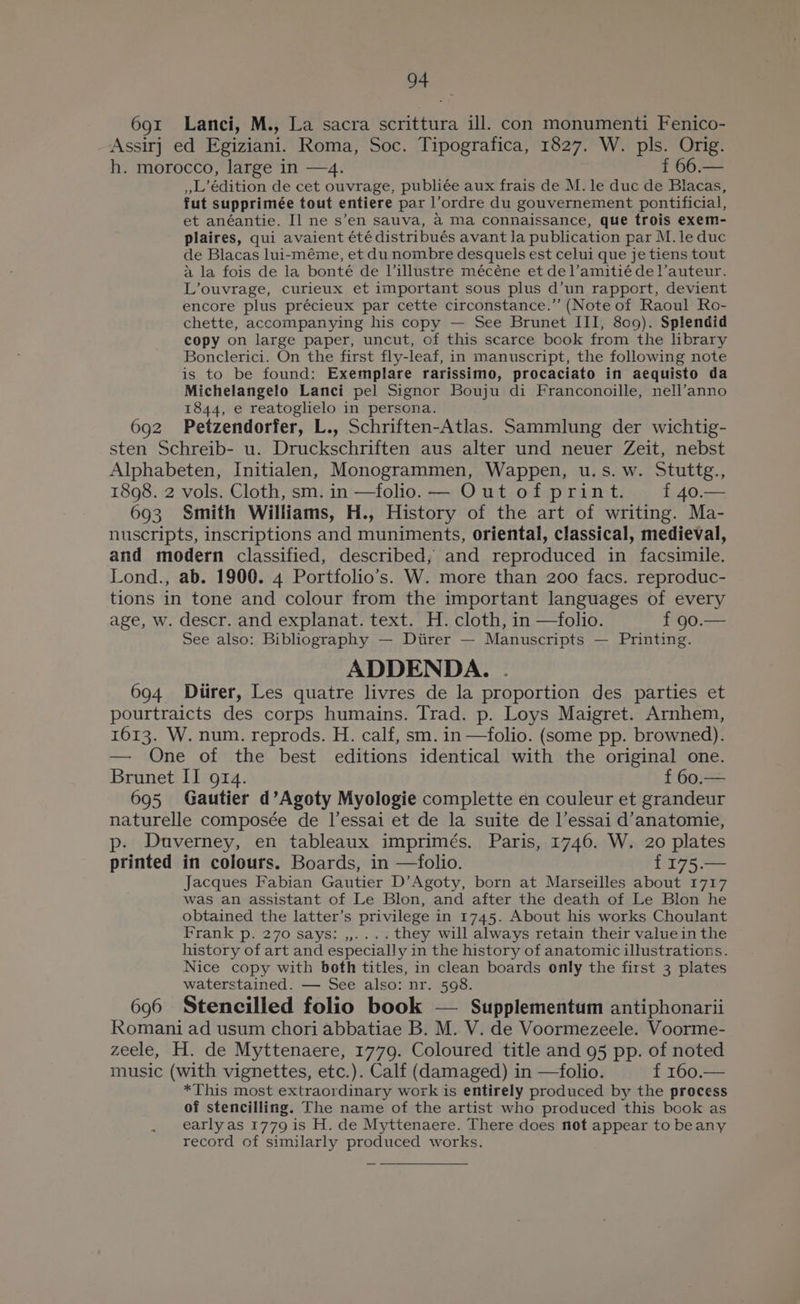 94
691 Lanci, M., La sacra scrittura ill. con monumenti Fenico-
Assirj ed Egiziani. Roma, Soc. Tipografica, 1827. W. pls. Orig.
h. morocco, large in —4. f 66.—
„L’édition de cet ouvrage, publiée aux frais de M. le duc de Blacas,
fut supprimée tout entiere par l’ordre du gouvernement pontificial,
et anéantie. Il ne s’en sauva, à ma connaissance, que trois exem-
plaires, qui avaient été distribués avant la publication par M. le duc
de Blacas lui-même, et du nombre desquels est celui que je tiens tout
à la fois de la bonté de l’illustre mécène et de l’amitié de l’auteur.
L’ouvrage, curieux et important sous plus d’un rapport, devient
encore plus précieux par cette circonstance.” (Note of Raoul Ro-
chette, accompanying his copy — See Brunet III, 809). Splendid
copy on large paper, uncut, of this scarce book from the library
Bonclerici. On the first fly-leaf, in manuscript, the following note
is to be found: Exemplare rarissimo, procaciato in aequisto da
Michelangelo Lanci pel Signor Bouju di Franconoille, nell’anno
1844, e reatoglielo in persona.
692 Petzendorfer, L., Schriften-Atlas. Sammlung der wichtig-
sten Schreib- u. Druckschriften aus alter und neuer Zeit, nebst
Alphabeten, Initialen, Monogrammen, Wappen, u. s. w. Stuttg.,
1898. 2 vols. Cloth, sm. in —folio. — Out of print. f 40.—
693 Smith Williams, H., History of the art of writing. Ma-
nuscripts, inscriptions and muniments, oriental, classical, medieval,
and modern classified, described, and reproduced in facsimile.
Lond., ab. 1900. 4 Portfolio’s. W. more than 200 facs. reproduc-
tions in tone and colour from the important languages of every
age, w. descr. and explanat. text. H. cloth, in —folio. f 90.—
See also: Bibliography — Dürer — Manuscripts — Printing.
ADDENDA.
694 Dürer, Les quatre livres de la proportion des parties et
pourtraicts des corps humains. Trad. p. Loys Maigret. Arnhem,
1613. W. num. reprods. H. calf, sm. in —folio. (some pp. browned).
— One of the best editions identical with the original one.
Brunet II 914. f 60.—
695 Gautier d’Agoty Myologie complette en couleur et grandeur
naturelle composée de l’essai et de la suite de l’essai d’anatomie,
p. Duverney, en tableaux imprimés. Paris, 1746. W. 20 plates
printed in colours. Boards, in —folio. f 175.—
Jacques Fabian Gautier D’Agoty, born at Marseilles about 1717
was an assistant of Le Blon, and after the death of Le Blon he
obtained the latter’s privilege in 1745. About his works Choulant
Frank p. 270 says: „.... they will always retain their value in the
history of art and especially in the history of anatomic illustrations.
Nice copy with both titles, in clean boards only the first 3 plates
waterstained. — See also: nr. 598.
696 Stencilled folio book — Supplementum antiphonarii
Romani ad usum chori abbatiae B. M. V. de Voormezeele. Voorme-
zeele, H. de Myttenaere, 1779. Coloured title and 95 pp. of noted
music (with vignettes, etc.). Calf (damaged) in —folio. f 160.—
*This most extraordinary work is entirely produced by the process
of stencilling. The name of the artist who produced this book as
early as 1779 is H. de Myttenaere. There does not appear to be any
record of similarly produced works.